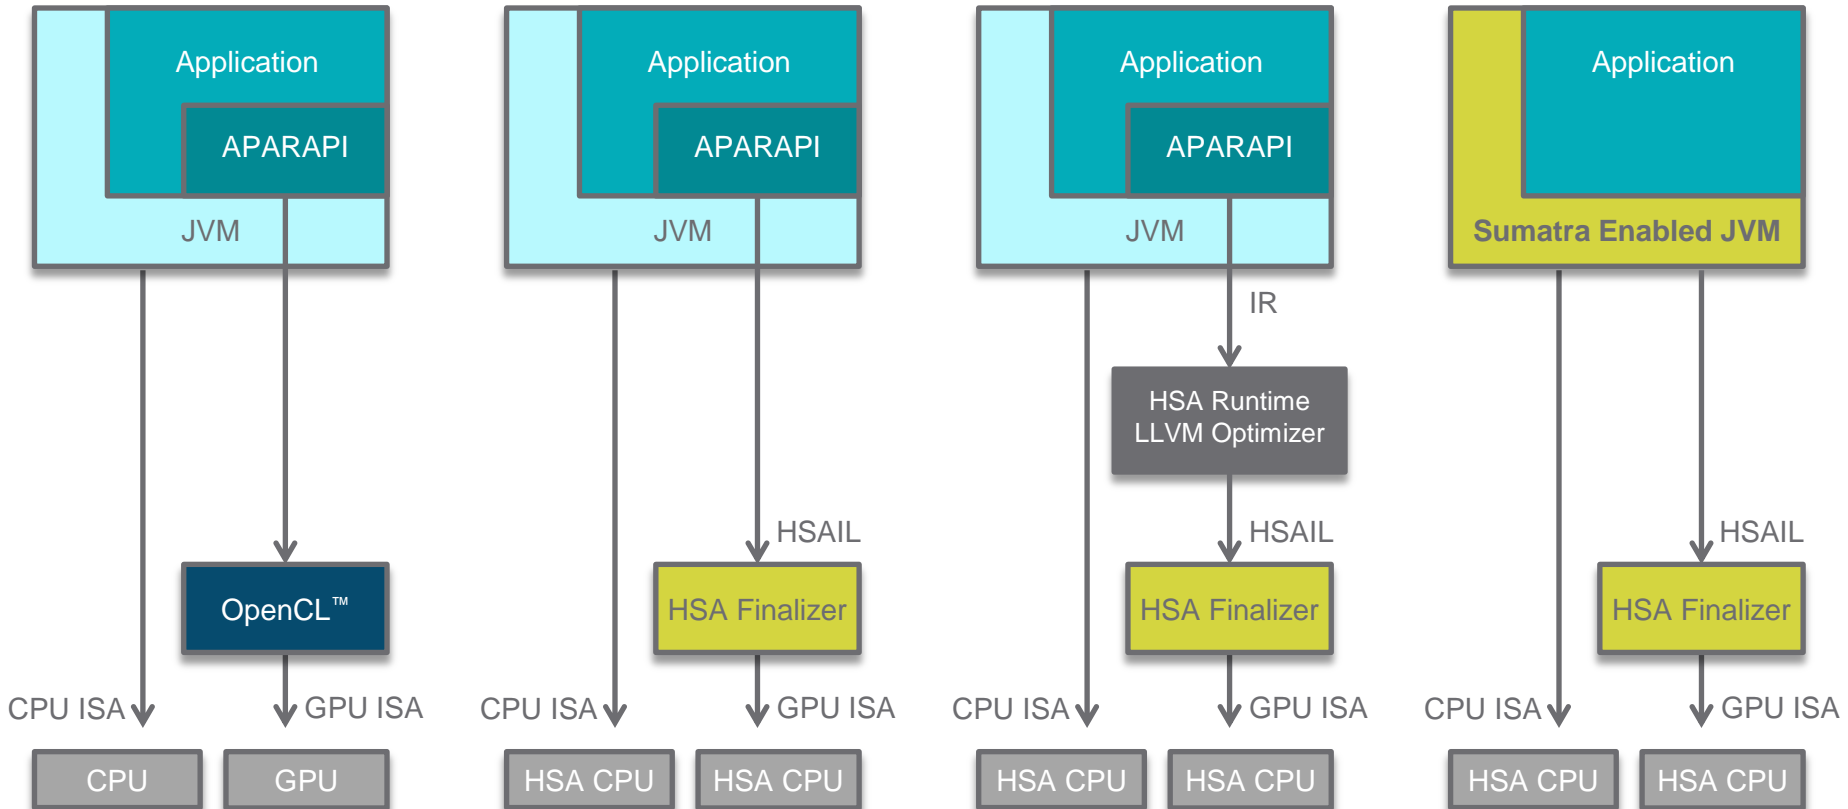 Application
APARAPI
JVM
OpenCL™
CPU ISA
GPU ISA
CPU
GPU
Application
APARAPI
JVM
HSAIL
HSA Finalizer
CPU ISA
GPU ISA
HSA CPU
HSA CPU
Application
APARAPI
JVM
IR
HSA Runtime
LLVM Optimizer
HSAIL
HSA Finalizer
CPU ISA
GPU ISA
HSA CPU
HSA CPU
Application
Sumatra Enabled JVM
HSAIL
HSA Finalizer
CPU ISA
GPU ISA
HSA CPU
HSA CPU